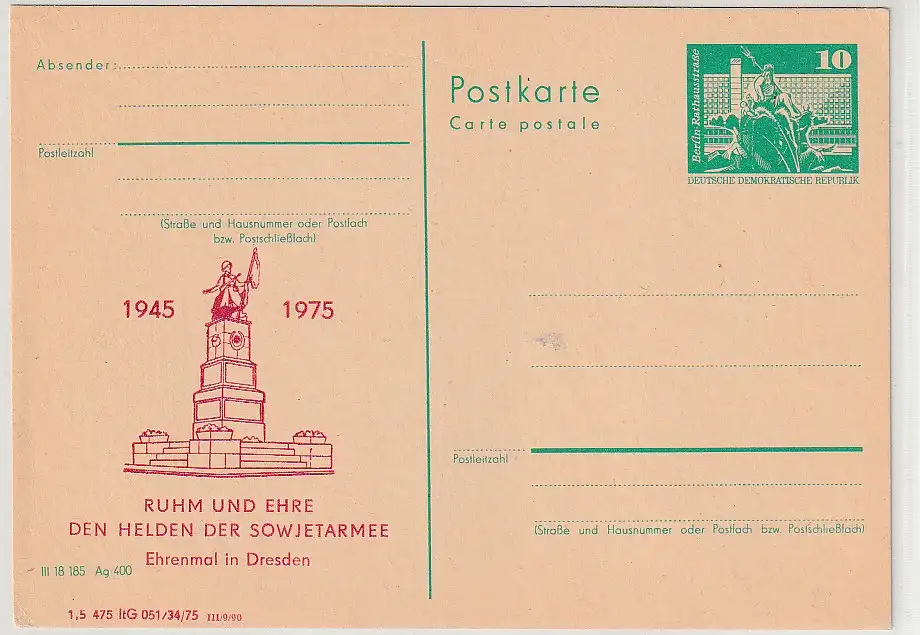 Absender:
Postleitzahl
(Straße und Hausnummer oder Postfach
bzw. Postschließfach)
1945 1975
RUHM UND EHRE
DEN HELDEN DER SOWJETARMEE
Ehrenmal in Dresden
III 18 185 Ag 400
1,5 475 ItG 051/34/75 III/9/90
Postkarte
Carte postale
Berlin-Rathausstraße
10
DEUTSCHE DEMOKRATISCHE REPUBLIK
Postleitzahl
(Straße und Hausnummer oder Postfach bzw. Postschließfach)